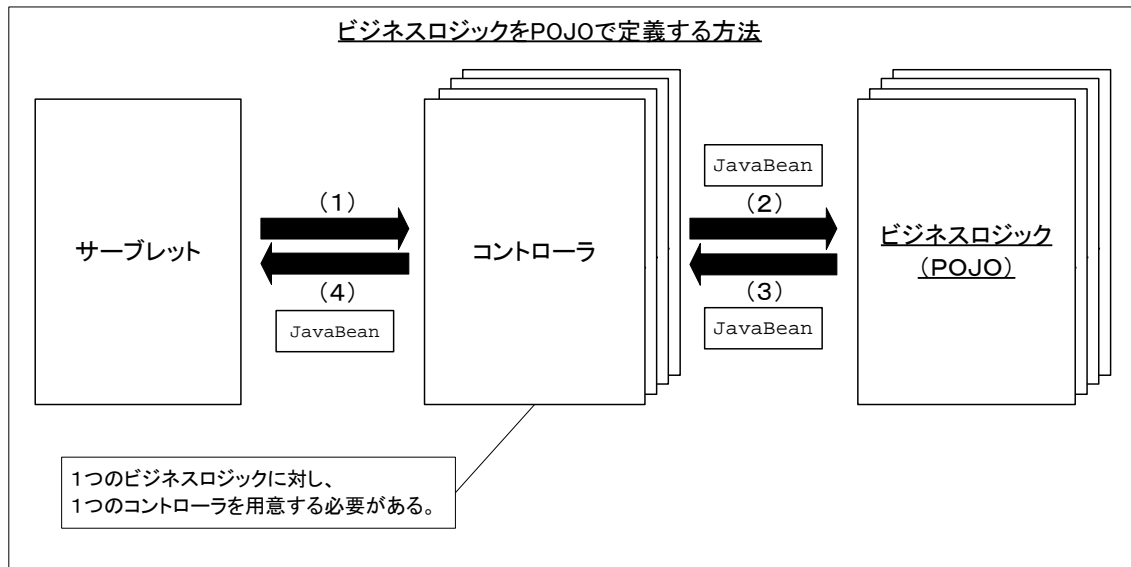 ビジネスロジックをPOJOで定義する方法
サーブレット
(1)
(4)
JavaBean
コントローラ
JavaBean
(2)
(3)
JavaBean
ビジネスロジック
(POJO)
1つのビジネスロジックに対し、
1つのコントローラを用意する必要がある。